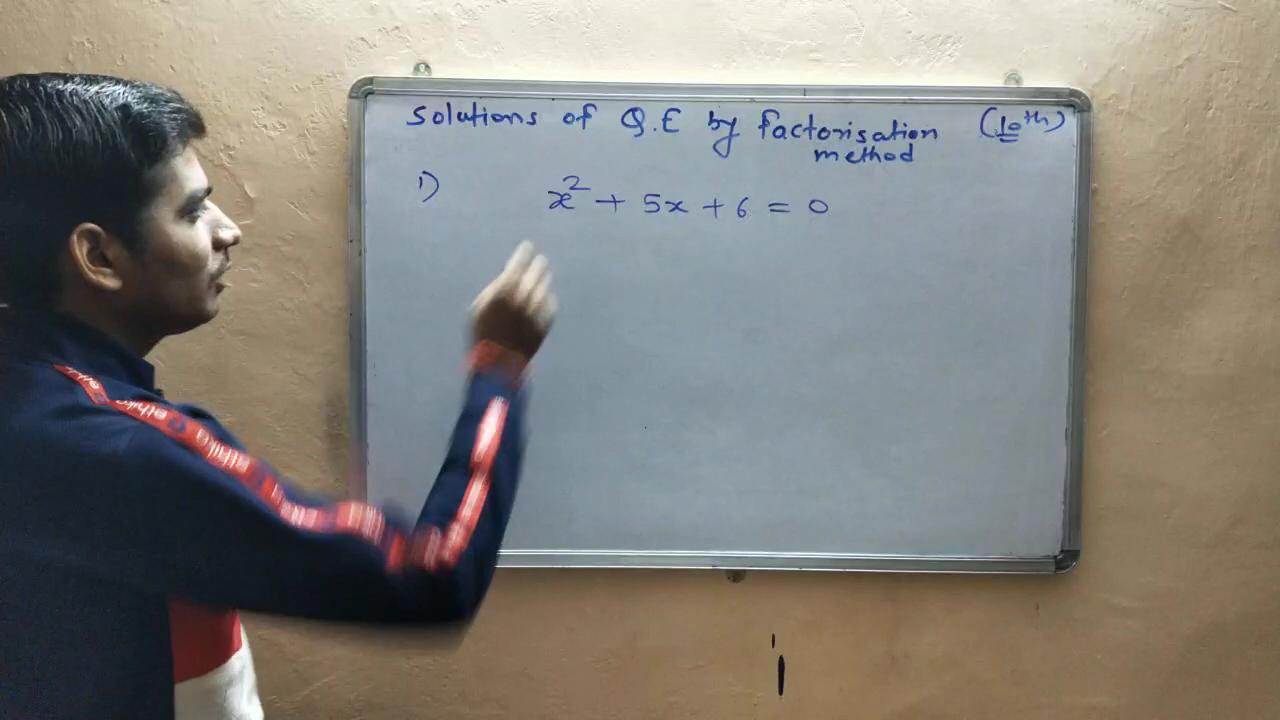 Solutions of Q.E by factorisation (10th)
method
1) x² + 5x + 6 = 0